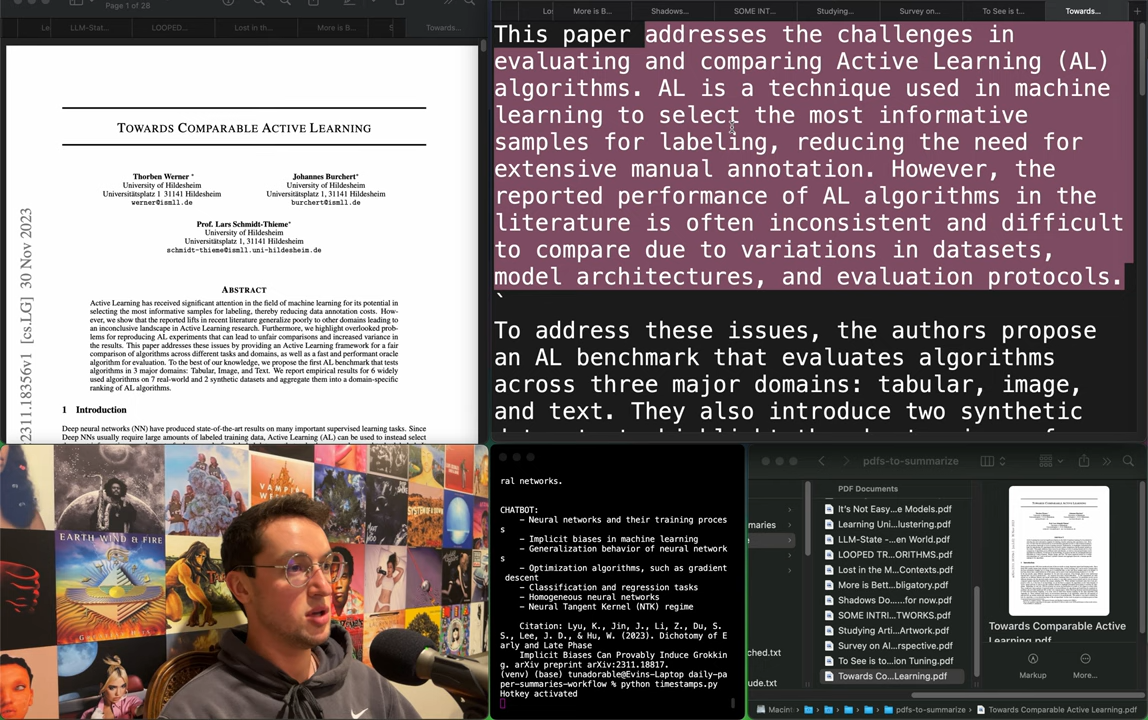 Page 1 of 28
Le
LLM-Stat...
LOOPED...
Lost in th...
More is B...
Towards...
TOWARDS COMPARABLE ACTIVE LEARNING
Thorben Werner *
University of Hildesheim
Universitätsplatz 1 31141 Hildesheim
werner@ismll.de
Johannes Burchert*
University of Hildesheim
Universitätsplatz 1, 31141 Hildesheim
burchert@ismll.de
Prof. Lars Schmidt-Thieme*
University of Hildesheim
Universitätsplatz 1, 31141 Hildesheim
schmidt-thieme@ismll.uni-hildesheim.de
2311.18356v1 [cs.LG] 30 Nov 2023
ABSTRACT
Active Learning has received significant attention in the field of machine learning for its potential in
selecting the most informative samples for labeling, thereby reducing data annotation costs. How-
ever, we show that the reported lifts in recent literature generalize poorly to other domains leading to
an inconclusive landscape in Active Learning research. Furthermore, we highlight overlooked prob-
lems for reproducing AL experiments that can lead to unfair comparisons and increased variance in
the results. This paper addresses these issues by providing an Active Learning framework for a fair
comparison of algorithms across different tasks and domains, as well as a fast and performant oracle
algorithm for evaluation. To the best of our knowledge, we propose the first AL benchmark that tests
algorithms in 3 major domains: Tabular, Image, and Text. We report empirical results for 6 widely
used algorithms on 7 real-world and 2 synthetic datasets and aggregate them into a domain-specific
ranking of AL algorithms.
1 Introduction
Deep neural networks (NN) have produced state-of-the-art results on many important supervised learning tasks. Since
Deep NNs usually require large amounts of labeled training data, Active Learning (AL) can be used to instead select
Lo
More is B...
Shadows...
SOME INT...
Studying...
Survey on...
To See is t...
Towards...
This paper addresses the challenges in
evaluating and comparing Active Learning (AL)
algorithms. AL is a technique used in machine
learning to select the most informative
samples for labeling, reducing the need for
extensive manual annotation. However, the
reported performance of AL algorithms in the
literature is often inconsistent and difficult
to compare due to variations in datasets,
model architectures, and evaluation protocols.
`
To address these issues, the authors propose
an AL benchmark that evaluates algorithms
across three major domains: tabular, image,
and text. They also introduce two synthetic
EARTH WIND & FIRE
VAMPIRE
WEEK
ral networks.
CHATBOT:
- Neural networks and their training proces
s
- Implicit biases in machine learning
- Generalization behavior of neural network
s
- Optimization algorithms, such as gradient
descent
- Classification and regression tasks
- Homogeneous neural networks
- Neural Tangent Kernel (NTK) regime
Citation: Lyu, K., Jin, J., Li, Z., Du, S.
S., Lee, J. D., & Hu, W. (2023). Dichotomy of E
arly and Late Phase
Implicit Biases Can Provably Induce Grokkin
g. arXiv preprint arXiv:2311.18817.
(venv) (base) tunadorable@Evins-Laptop daily-pa
per-summaries-workflow % python timestamps.py
Hotkey activated
pdfs-to-summarize
PDF Documents
It's Not Easy...e Models.pdf
Learning Uni...lustering.pdf
LLM-State -...en World.pdf
LOOPED TR...ORITHMS.pdf
Lost in the M...Contexts.pdf
More is Bett...bligatory.pdf
Shadows Do...for now.pdf
SOME INTRI...TWORKS.pdf
Studying Arti...Artwork.pdf
Survey on AI...rspective.pdf
To See is to...ion Tuning.pdf
Towards Co...Learning.pdf
maries
e
ched.txt
ude.txt
Towards Comparable Active
Learning.pdf
Markup
More...
Macint
pdfs-to-summarize
Towards Comparable Active Learning.pdf